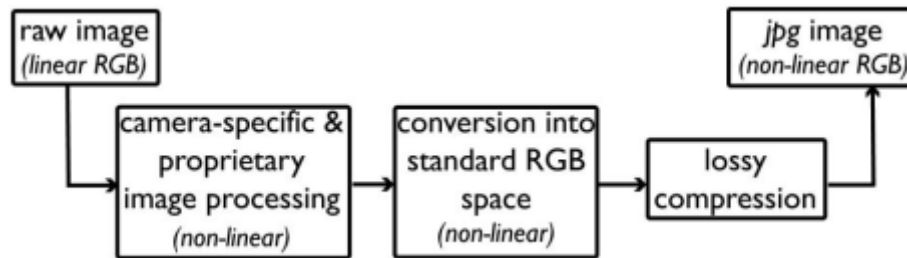 raw image
(linear RGB)
camera-specific &
proprietary
image processing
(non-linear)
conversion into
standard RGB
space
(non-linear)
lossy
compression
jpg image
(non-linear RGB)